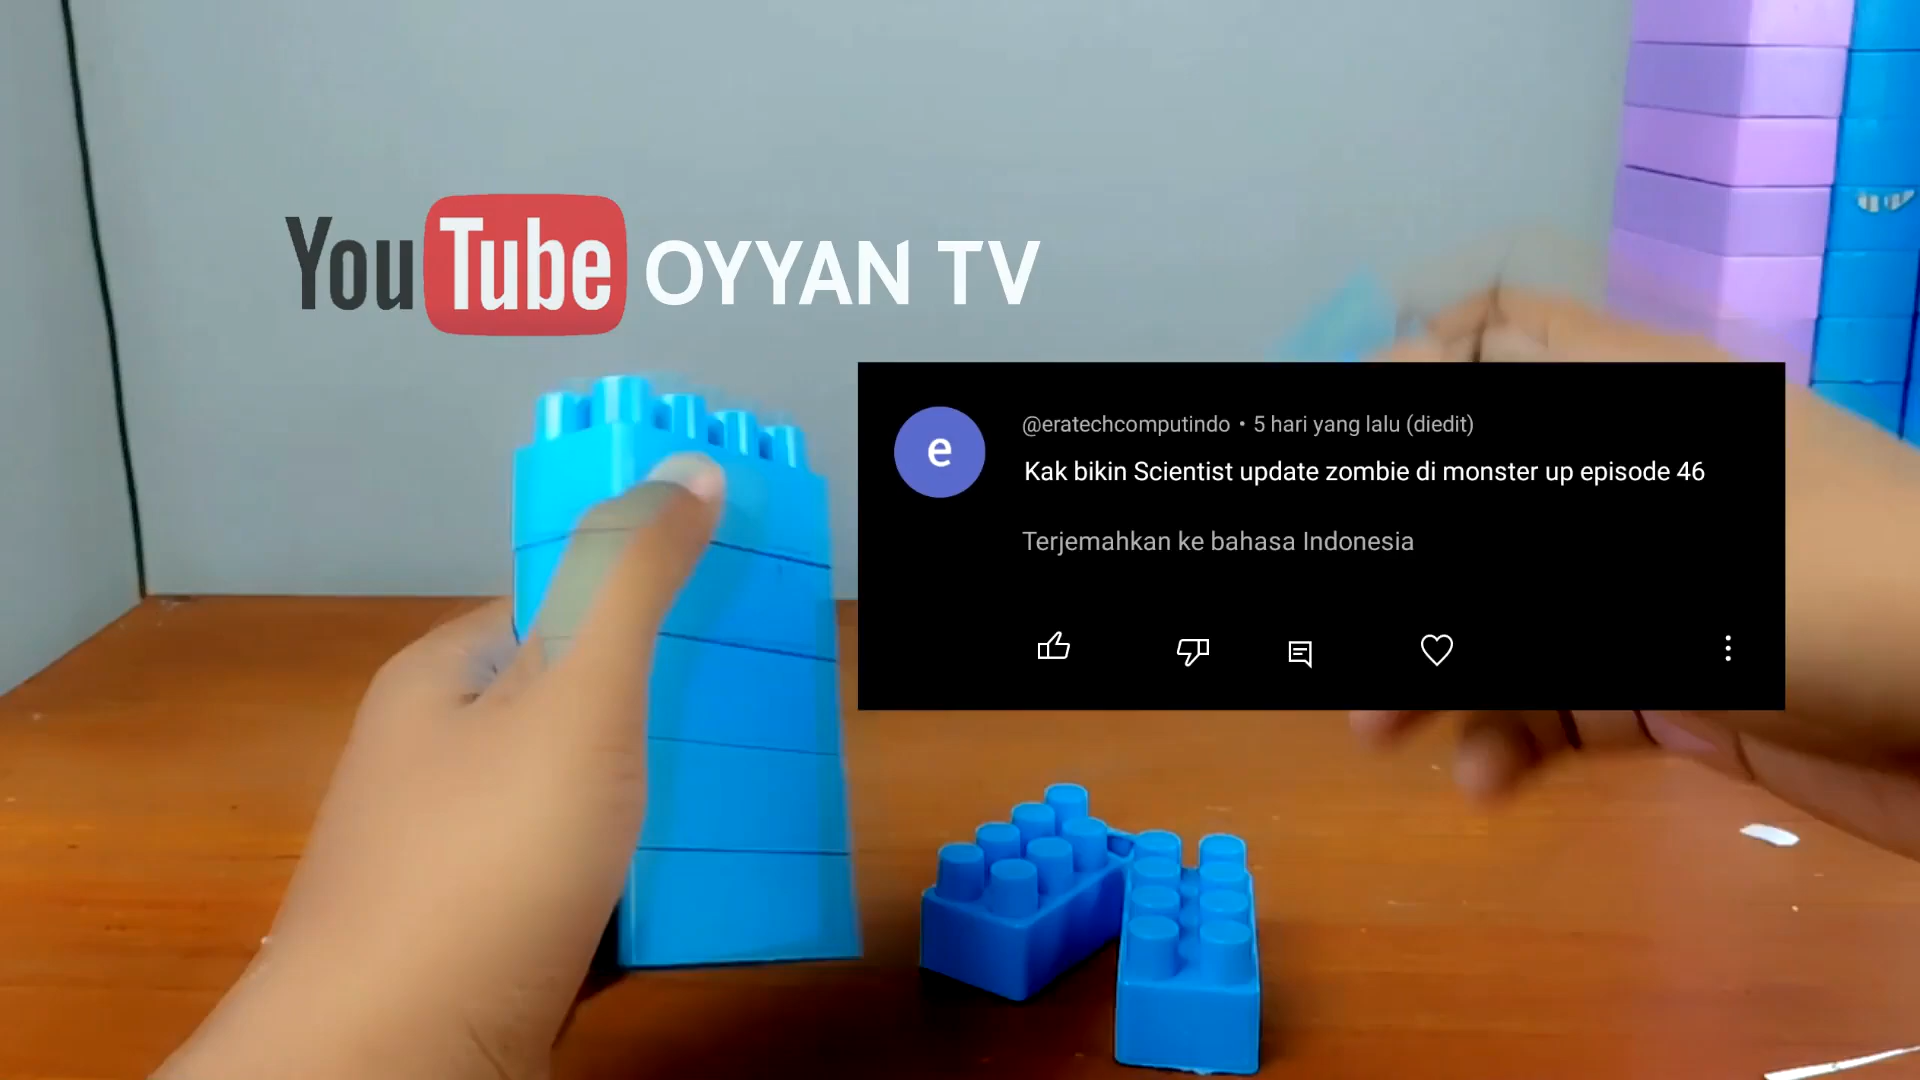 YouTube OYYAN TV
e
@eratechcomputindo • 5 hari yang lalu (diedit)
Kak bikin Scientist update zombie di monster up episode 46
Terjemahkan ke bahasa Indonesia